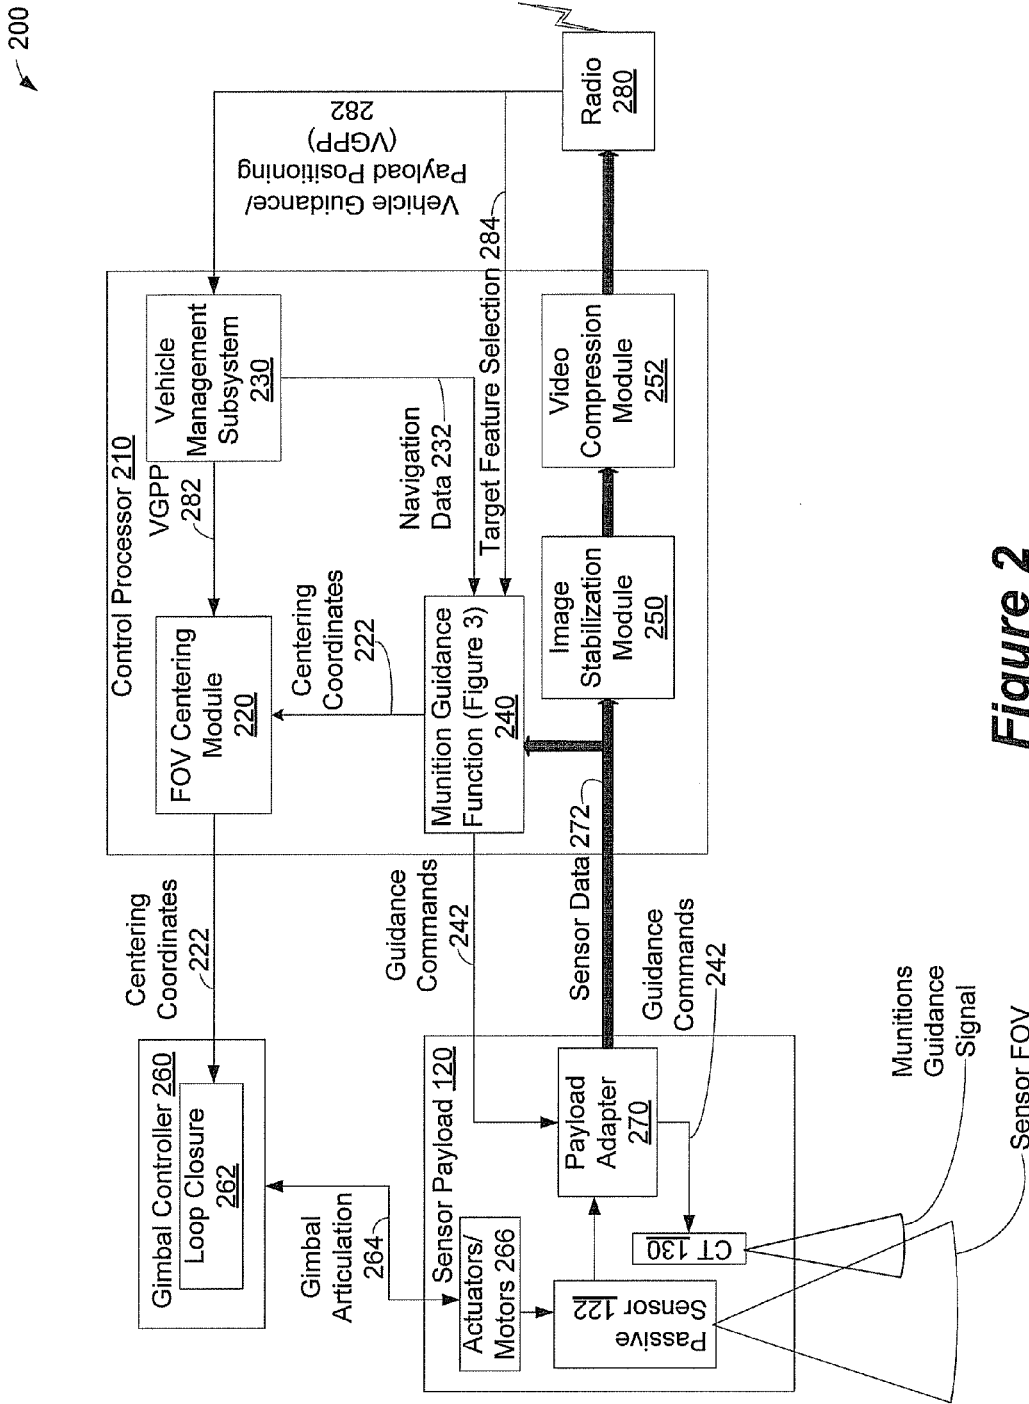 200
Control Processor 210
Gimbal Controller 260
Loop Closure
262
Centering
Coordinates
222
FOV Centering
Module
220
VGPP
282
Vehicle
Management
Subsystem
230
Vehicle Guidance/
Payload Positioning
(VGPP)
282
Gimbal
Articulation
264
Centering
Coordinates
222
Navigation
Data 232
Target Feature Selection 284
Guidance
Commands
242
Munition Guidance
Function (Figure 3)
240
Sensor Payload 120
Actuators/
Motors 266
Passive
Sensor 122
Payload
Adapter
270
CT 130
Sensor Data 272
Image
Stabilization
Module
250
Video
Compression
Module
252
Radio
280
Guidance
Commands
242
Munitions
Guidance
Signal
Sensor FOV
Figure 2